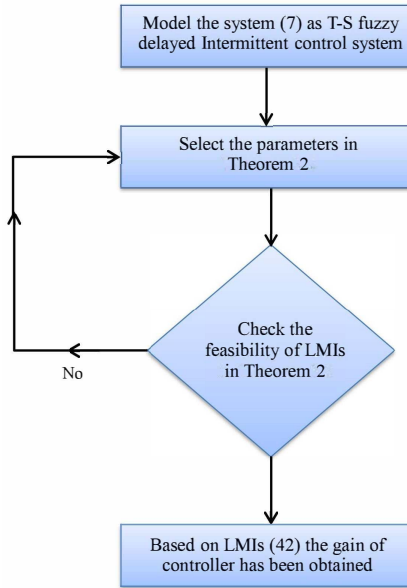 Model the system (7) as T-S fuzzy
delayed Intermittent control system
Select the parameters in
Theorem 2
Check the
feasibility of LMIs
in Theorem 2
No
Based on LMIs (42) the gain of
controller has been obtained